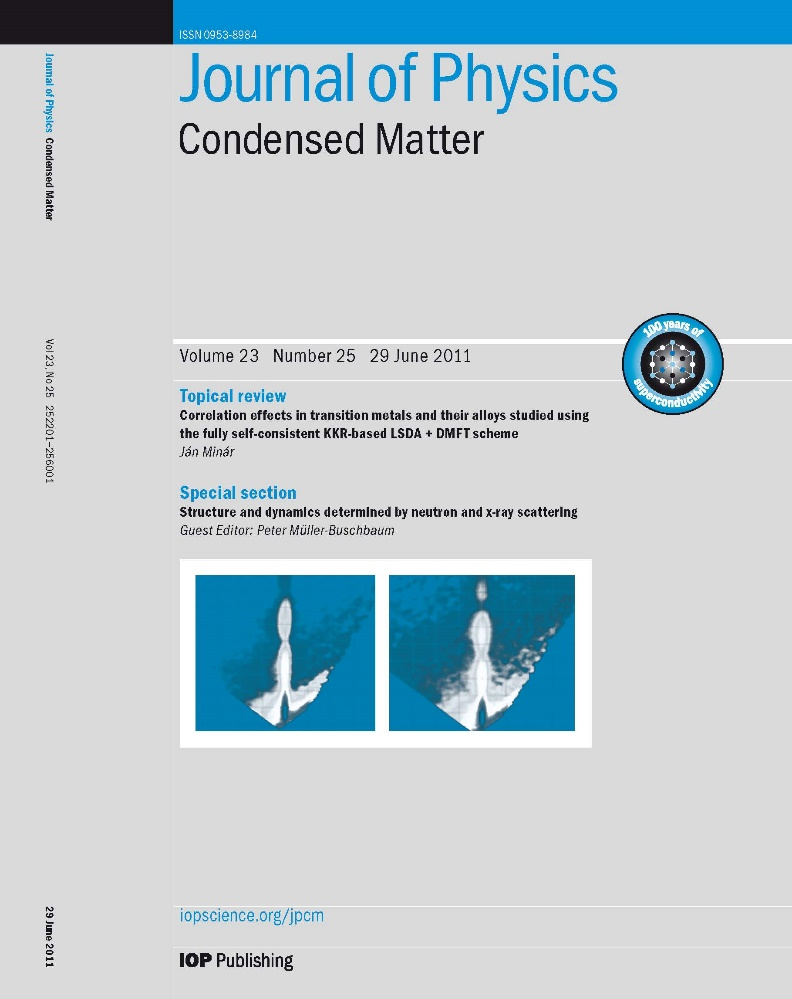 ISSN 0953-8984
Journal of Physics
Condensed Matter
Journal of Physics Condensed Matter
Vol 23, No 25 252201–256001
29 June 2011
Volume 23 Number 25 29 June 2011
100 years of
superconductivity
Topical review
Correlation effects in transition metals and their alloys studied using
the fully self-consistent KKR-based LSDA + DMFT scheme
Ján Minár
Special section
Structure and dynamics determined by neutron and x-ray scattering
Guest Editor: Peter Müller-Buschbaum
iopscience.org/jpcm
IOP Publishing